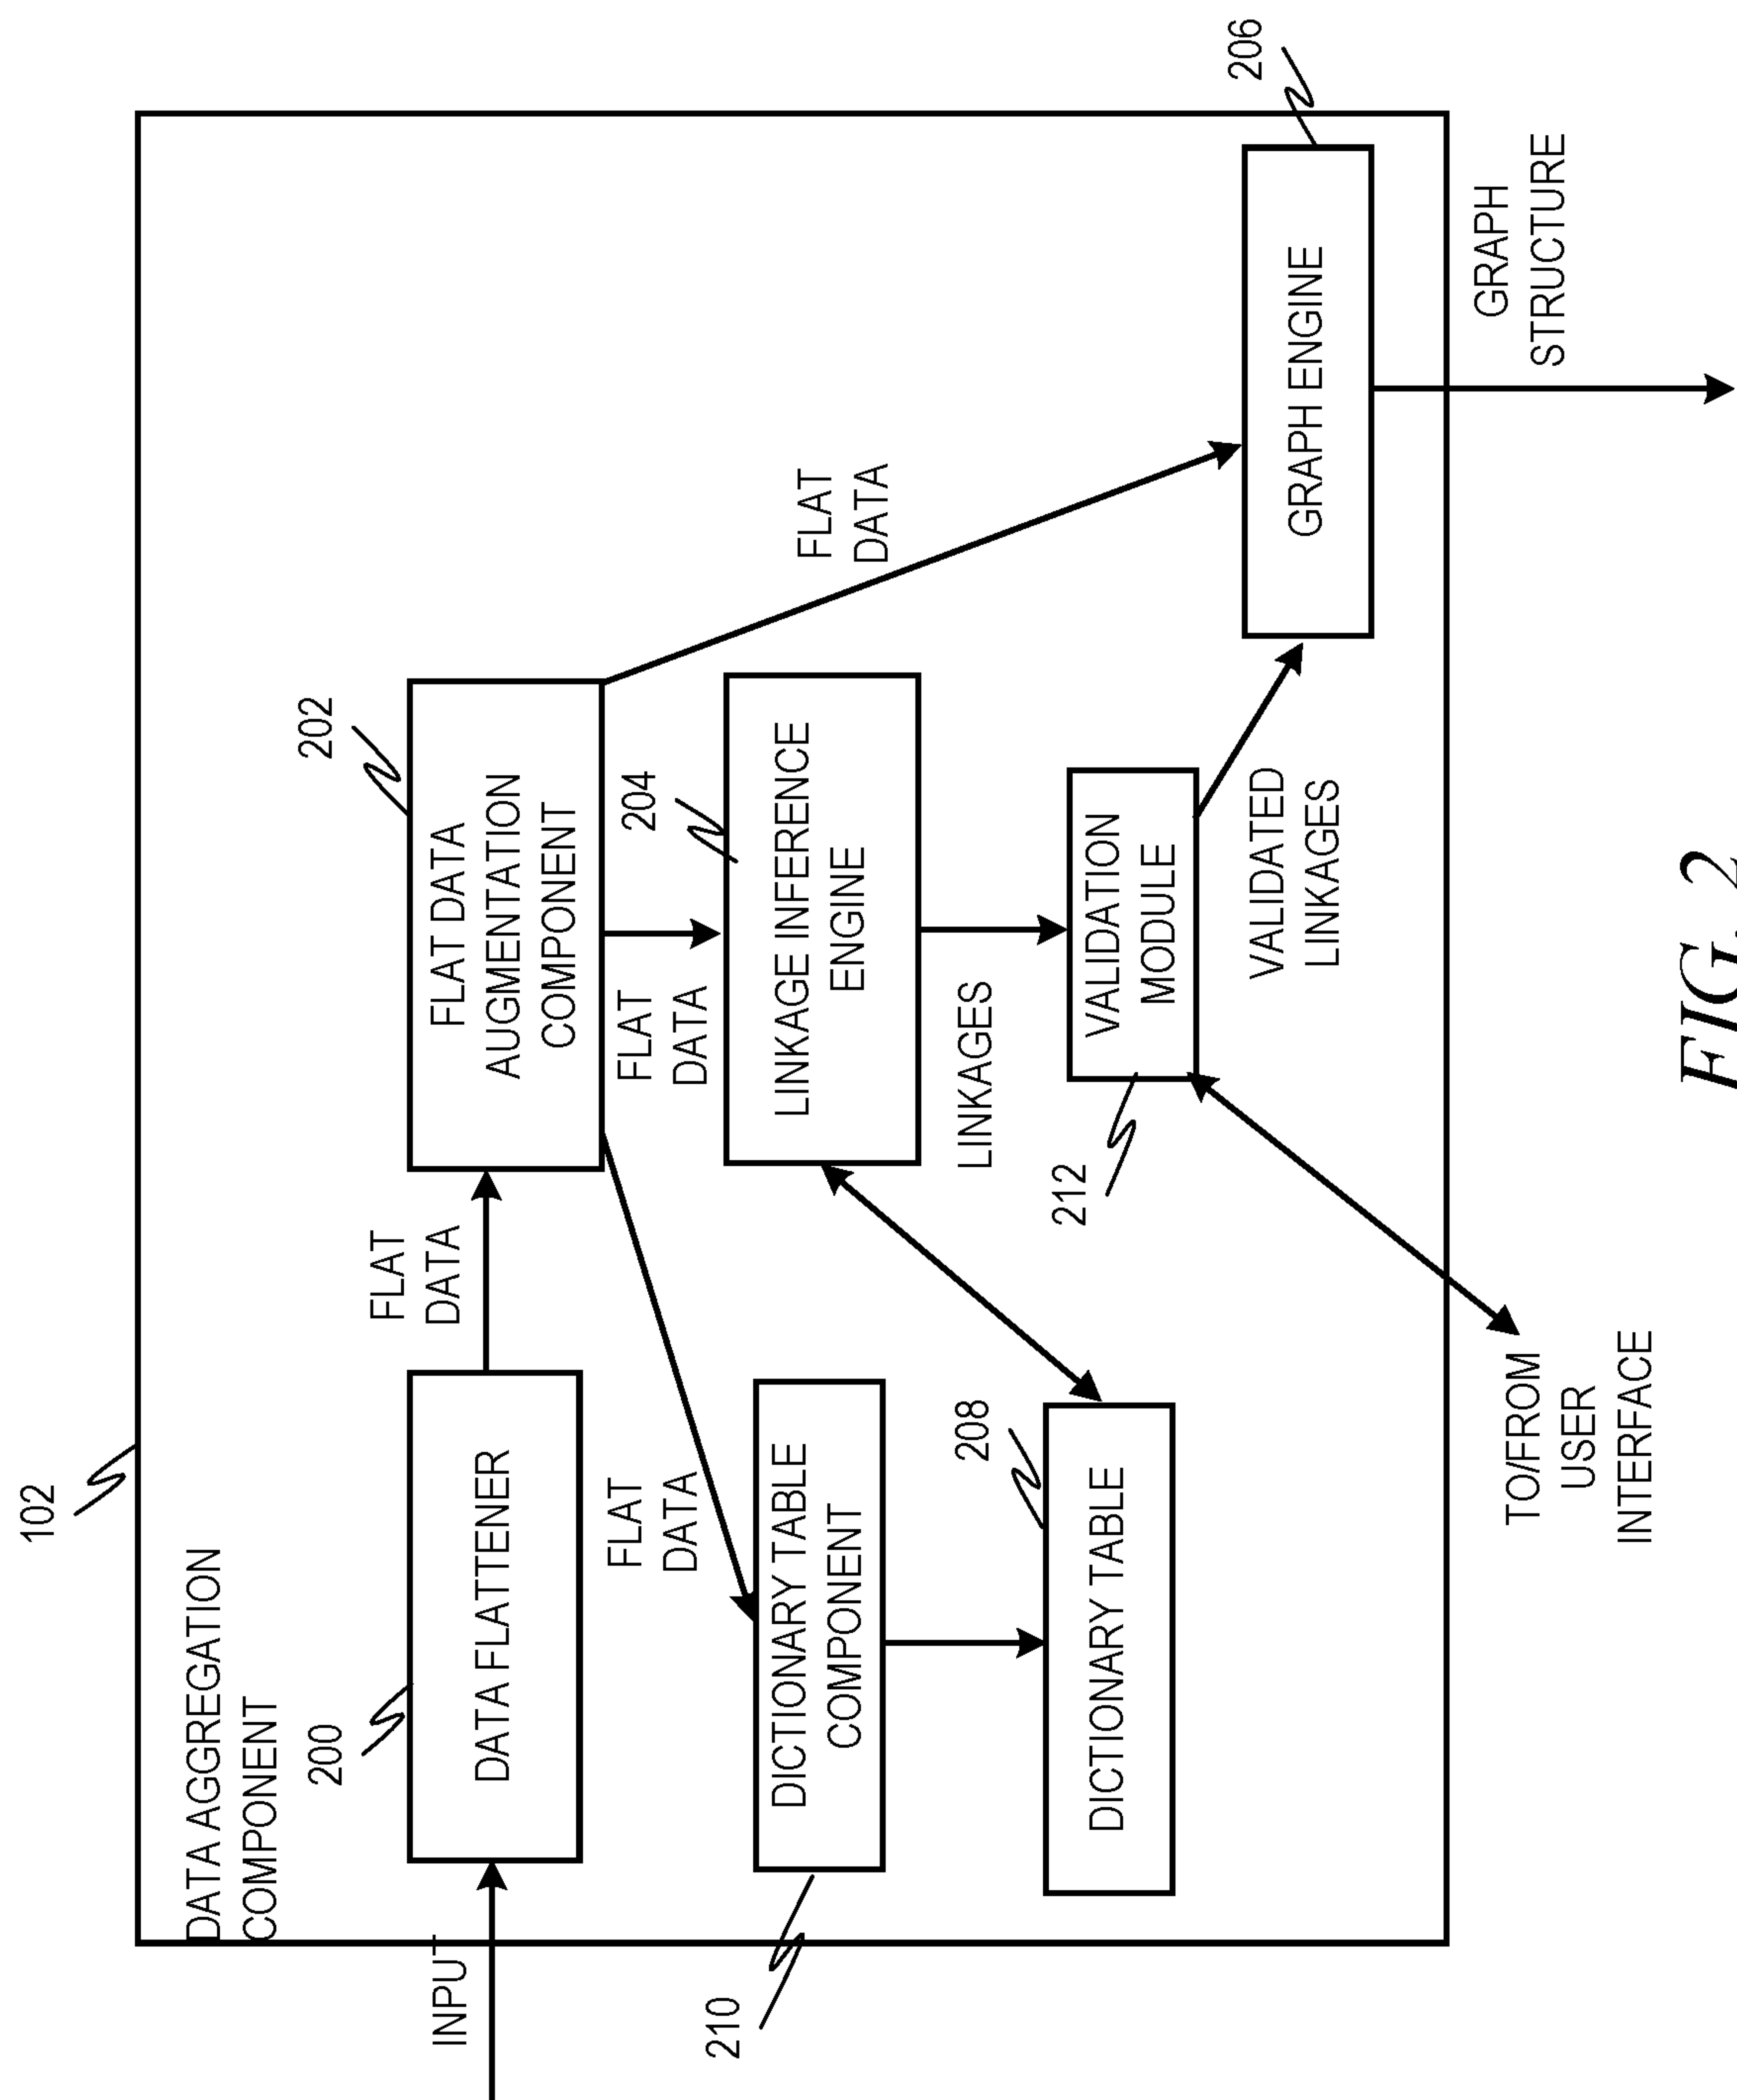 102
DATA AGGREGATION
COMPONENT
INPUT
200
DATA FLATTENER
FLAT
DATA
202
FLAT DATA
AUGMENTATION
COMPONENT
FLAT
DATA
FLAT
DATA
FLAT
DATA
210
DICTIONARY TABLE
COMPONENT
204
LINKAGE INFERENCE
ENGINE
208
DICTIONARY TABLE
LINKAGES
212
VALIDATION
MODULE
VALIDATED
LINKAGES
206
GRAPH ENGINE
TO/FROM
USER
INTERFACE
GRAPH
STRUCTURE
FIG. 2